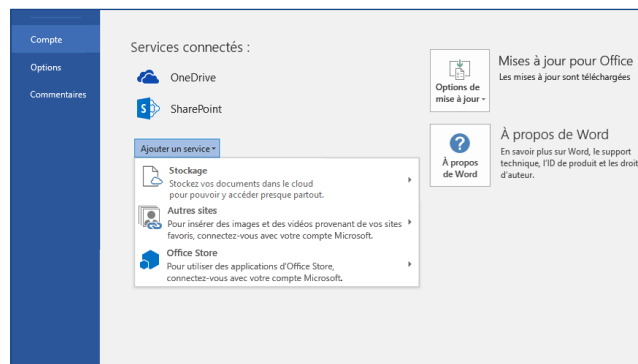 Compte
Options
Commentaires
Services connectés :
OneDrive
SharePoint
Ajouter un service
Stockage
Stockez vos documents dans le cloud
pour pouvoir y accéder presque partout.
Autres sites
Pour insérer des images et des vidéos provenant de vos sites
favoris, connectez-vous avec votre compte Microsoft.
Office Store
Pour utiliser des applications d'Office Store,
connectez-vous avec votre compte Microsoft.
Options de
mise à jour
Mises à jour pour Office
Les mises à jour sont téléchargées
À propos
de Word
À propos de Word
En savoir plus sur Word, le support
technique, l'ID de produit et les droit
d'auteur.